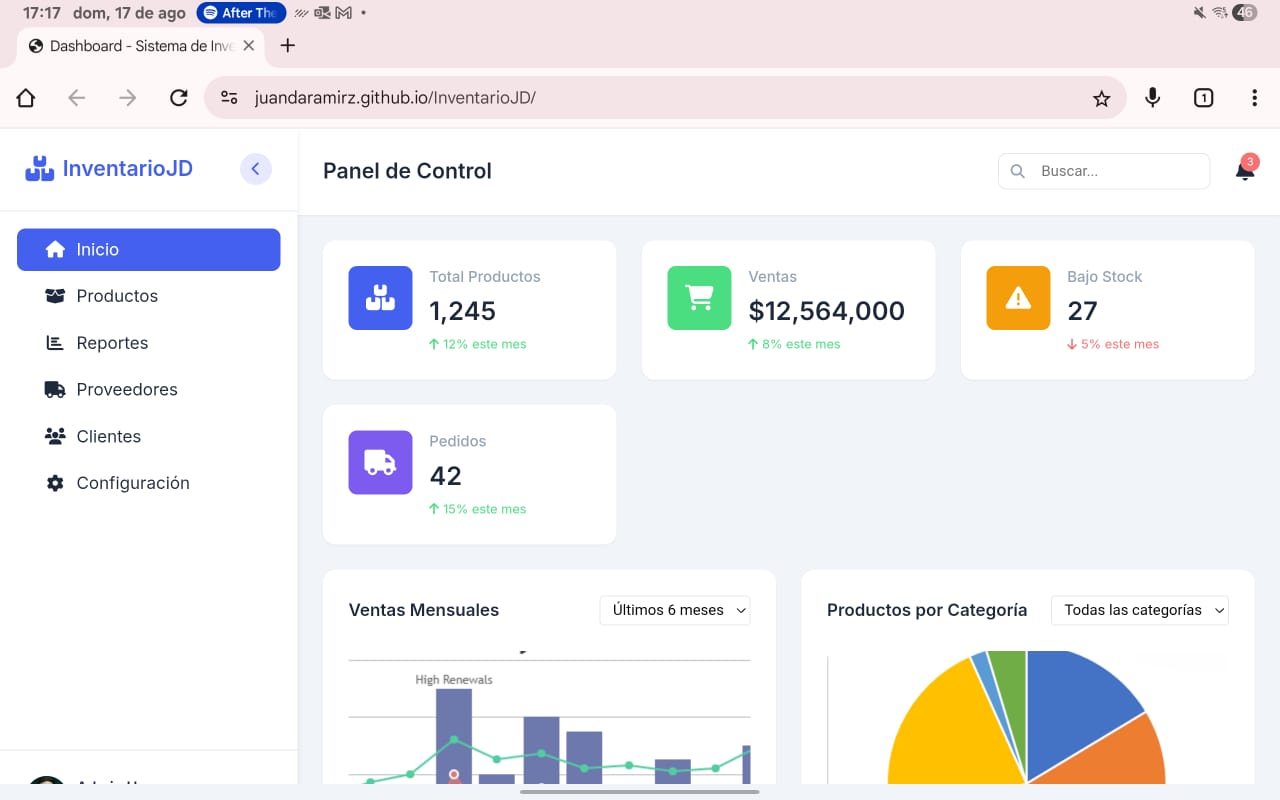 17:17 dom, 17 de ago After The
46
Dashboard - Sistema de Inve
juandaramirz.github.io/InventarioJD/
1
InventarioJD
Panel de Control
Buscar...
3
Inicio
Productos
Reportes
Proveedores
Clientes
Configuración
Total Productos
1,245
12% este mes
Ventas
$12,564,000
8% este mes
Bajo Stock
27
5% este mes
Pedidos
42
15% este mes
Ventas Mensuales
Últimos 6 meses
High Renewals
Productos por Categoría
Todas las categorías